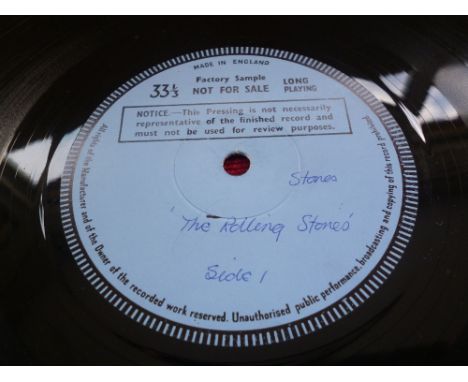 MADE IN ENGLAND
Factory Sample
33⅓ NOT FOR SALE LONG PLAYING
NOTICE.—This Pressing is not necessarily
representative of the finished record and
must not be used for review purposes.
Stones
'The Rolling Stones'
Side 1
All rights of the Manufacturer and of the Owner of the recorded work reserved. Unauthorised public performance, broadcasting and copying of this record prohibited.